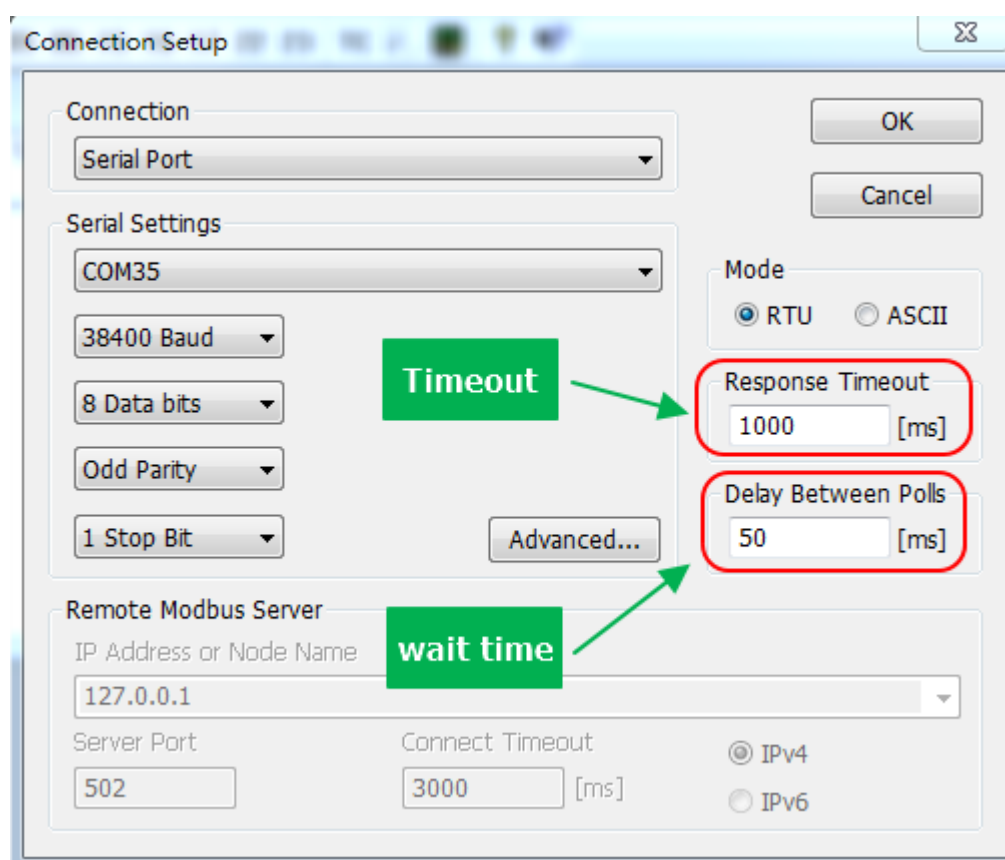 Connection Setup
Connection
OK
Serial Port
Cancel
Serial Settings
COM35
Mode
RTU
ASCII
38400 Baud
Timeout
Response Timeout
8 Data bits
1000 [ms]
Odd Parity
Delay Between Polls
1 Stop Bit
Advanced...
50 [ms]
Remote Modbus Server
wait time
IP Address or Node Name
127.0.0.1
Server Port
Connect Timeout
IPv4
502
3000 [ms]
IPv6